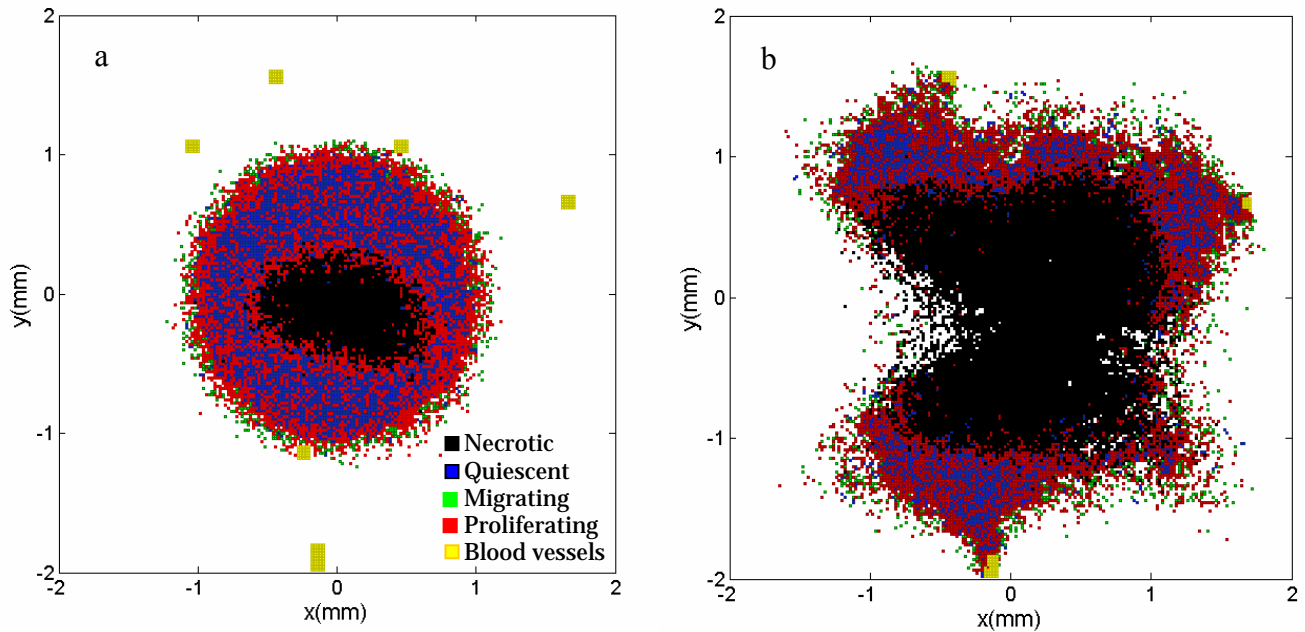 a
2
1
0
-1
-2
y(mm)
-2
-1
0
1
2
x(mm)
Necrotic
Quiescent
Migrating
Proliferating
Blood vessels
b
2
1
0
-1
-2
y(mm)
-2
-1
0
1
2
x(mm)